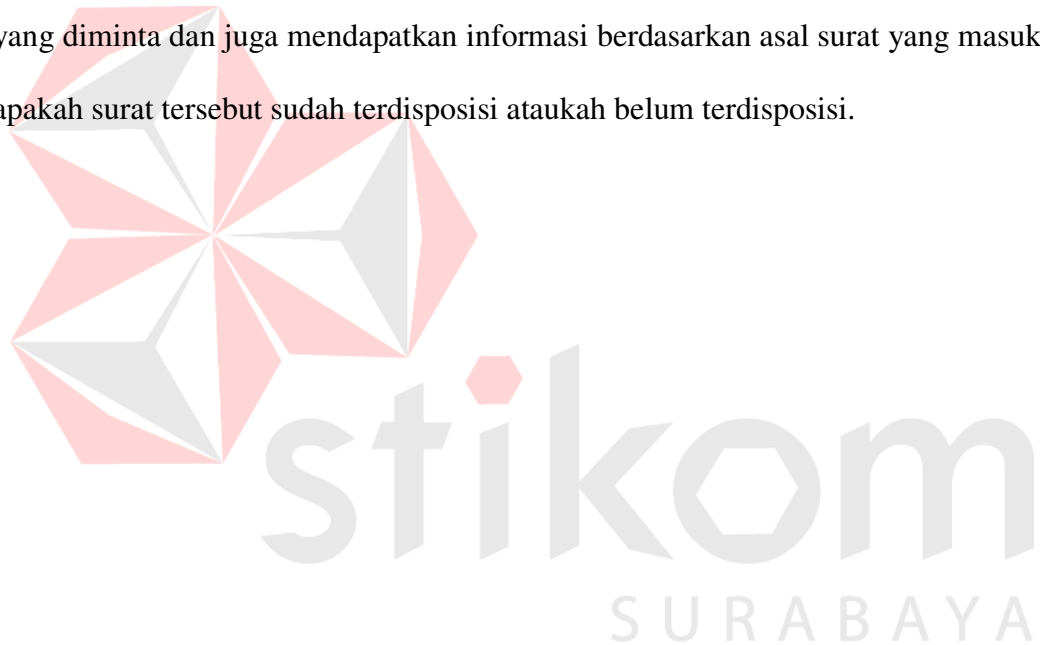 yang diminta dan juga mendapatkan informasi berdasarkan asal surat yang masuk
apakah surat tersebut sudah terdisposisi ataukah belum terdisposisi.
stikom
SURABAYA